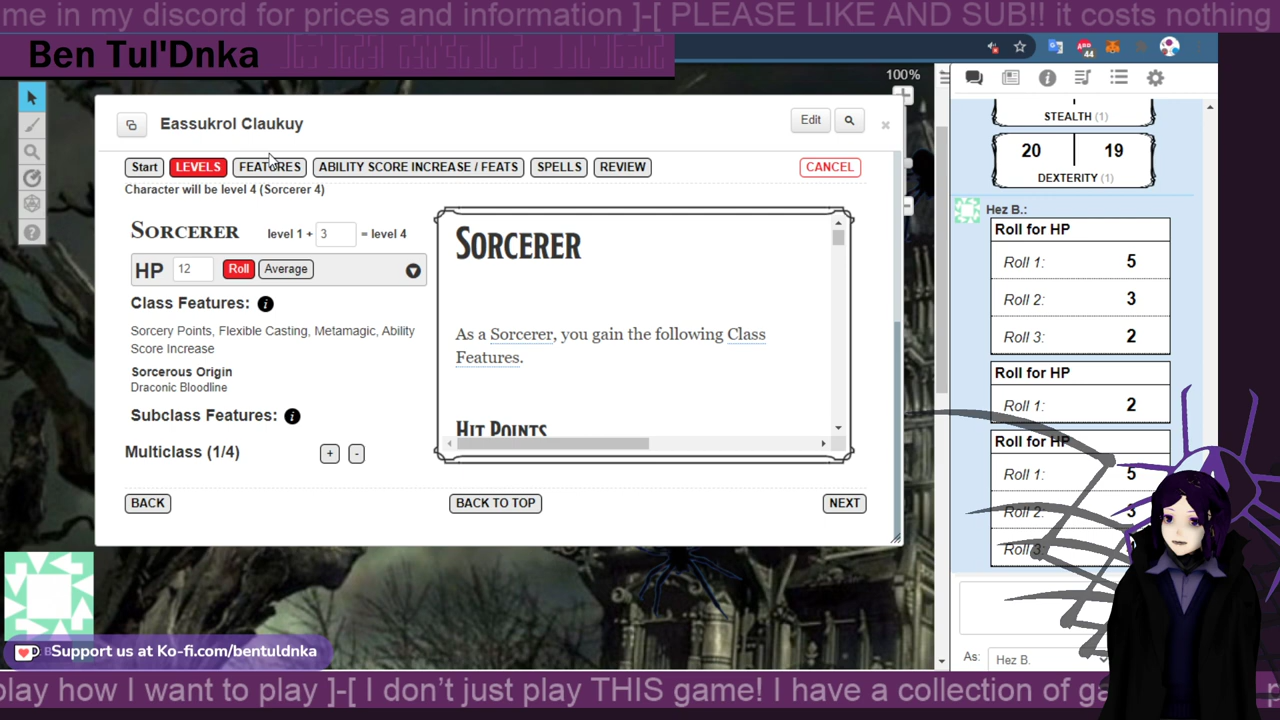 me in my discord for prices and information ]-[ PLEASE LIKE AND SUB!! it costs nothing
Ben Tul'Dnka
44
100%
Eassukrol Claukuy
Edit
Start
LEVELS
FEATURES
ABILITY SCORE INCREASE / FEATS
SPELLS
REVIEW
CANCEL
Character will be level 4 (Sorcerer 4)
SORCERER
level 1 + 3 = level 4
HP 12 Roll Average
Class Features:
Sorcery Points, Flexible Casting, Metamagic, Ability
Score Increase
Sorcerous Origin
Draconic Bloodline
Subclass Features:
Multiclass (1/4) + -
BACK
BACK TO TOP
NEXT
SORCERER
As a Sorcerer, you gain the following Class
Features.
HIT POINTS
STEALTH (1)
20 19
DEXTERITY (1)
Hez B.:
Roll for HP
Roll 1: 5
Roll 2: 3
Roll 3: 2
Roll for HP
Roll 1: 2
Roll for HP
Roll 1: 5
Roll 2: 3
Roll 3:
As: Hez B.
Support us at Ko-fi.com/bentuldnka
play how I want to play ]-[ I don't just play THIS game! I have a collection of ga